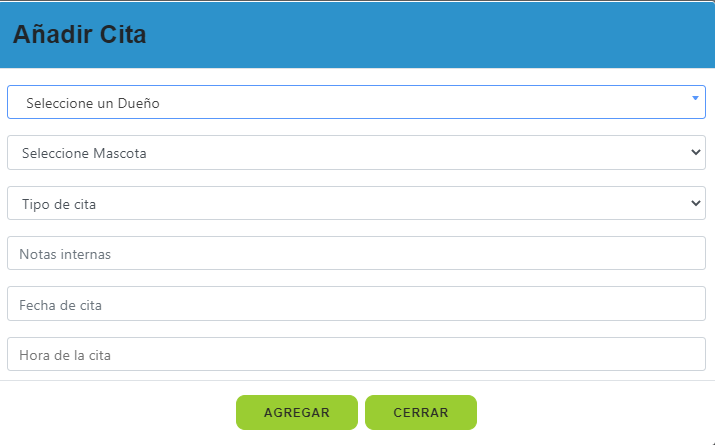 Añadir Cita
Seleccione un Dueño
Seleccione Mascota
Tipo de cita
Notas internas
Fecha de cita
Hora de la cita
AGREGAR
CERRAR